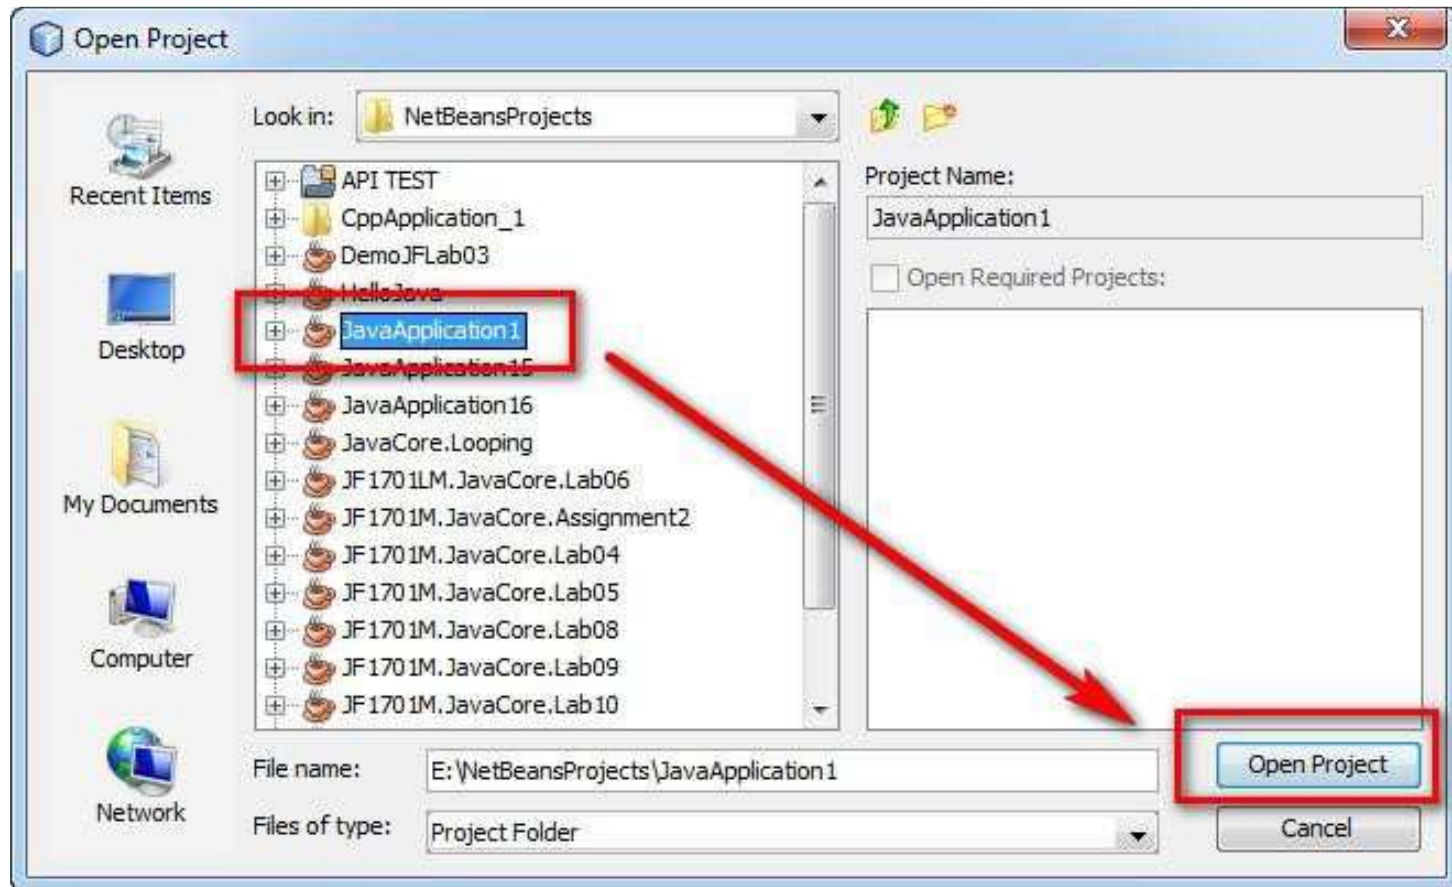 Open Project
Look in: NetBeansProjects
Recent Items
Desktop
My Documents
Computer
Network
API TEST
CppApplication_1
DemoJFLab03
HelloJava
JavaApplication1
JavaApplication15
JavaApplication16
JavaCore.Looping
JF1701LM.JavaCore.Lab06
JF1701M.JavaCore.Assignment2
JF1701M.JavaCore.Lab04
JF1701M.JavaCore.Lab05
JF1701M.JavaCore.Lab08
JF1701M.JavaCore.Lab09
JF1701M.JavaCore.Lab10
Project Name:
JavaApplication1
Open Required Projects:
File name: E:\NetBeansProjects\JavaApplication1
Open Project
Files of type: Project Folder
Cancel